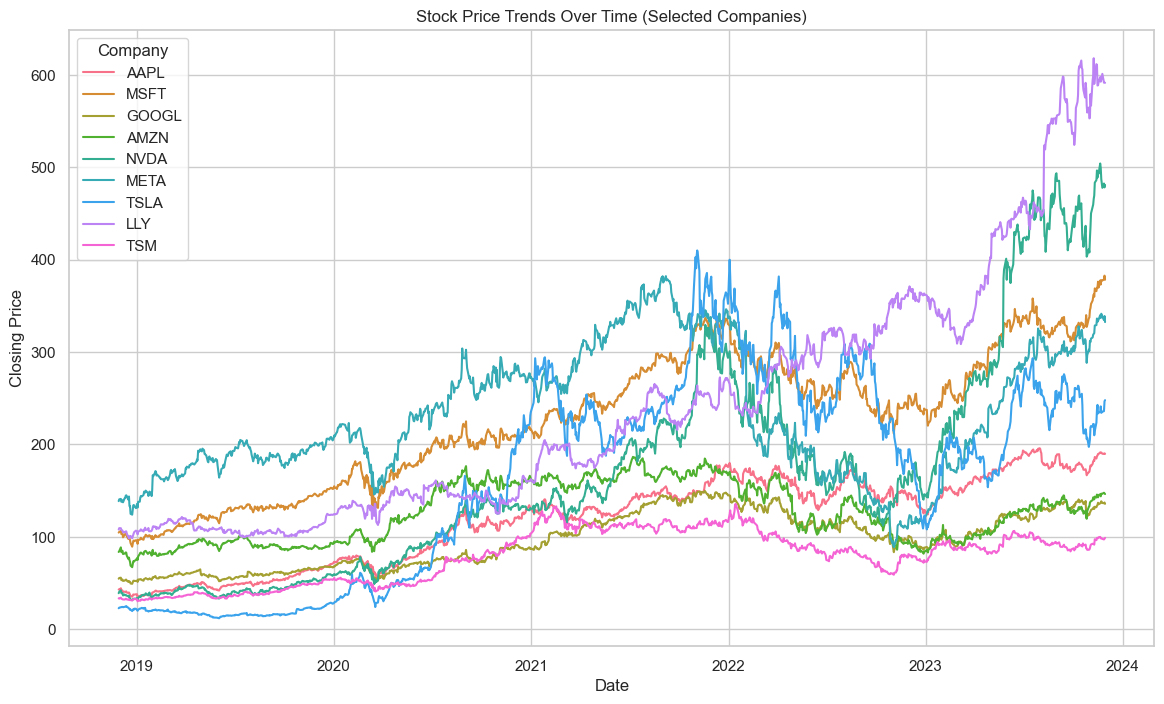 Stock Price Trends Over Time (Selected Companies)
Company
AAPL
MSFT
GOOGL
AMZN
NVDA
META
TSLA
LLY
TSM
Closing Price
600
500
400
300
200
100
0
2019
2020
2021
2022
2023
2024
Date